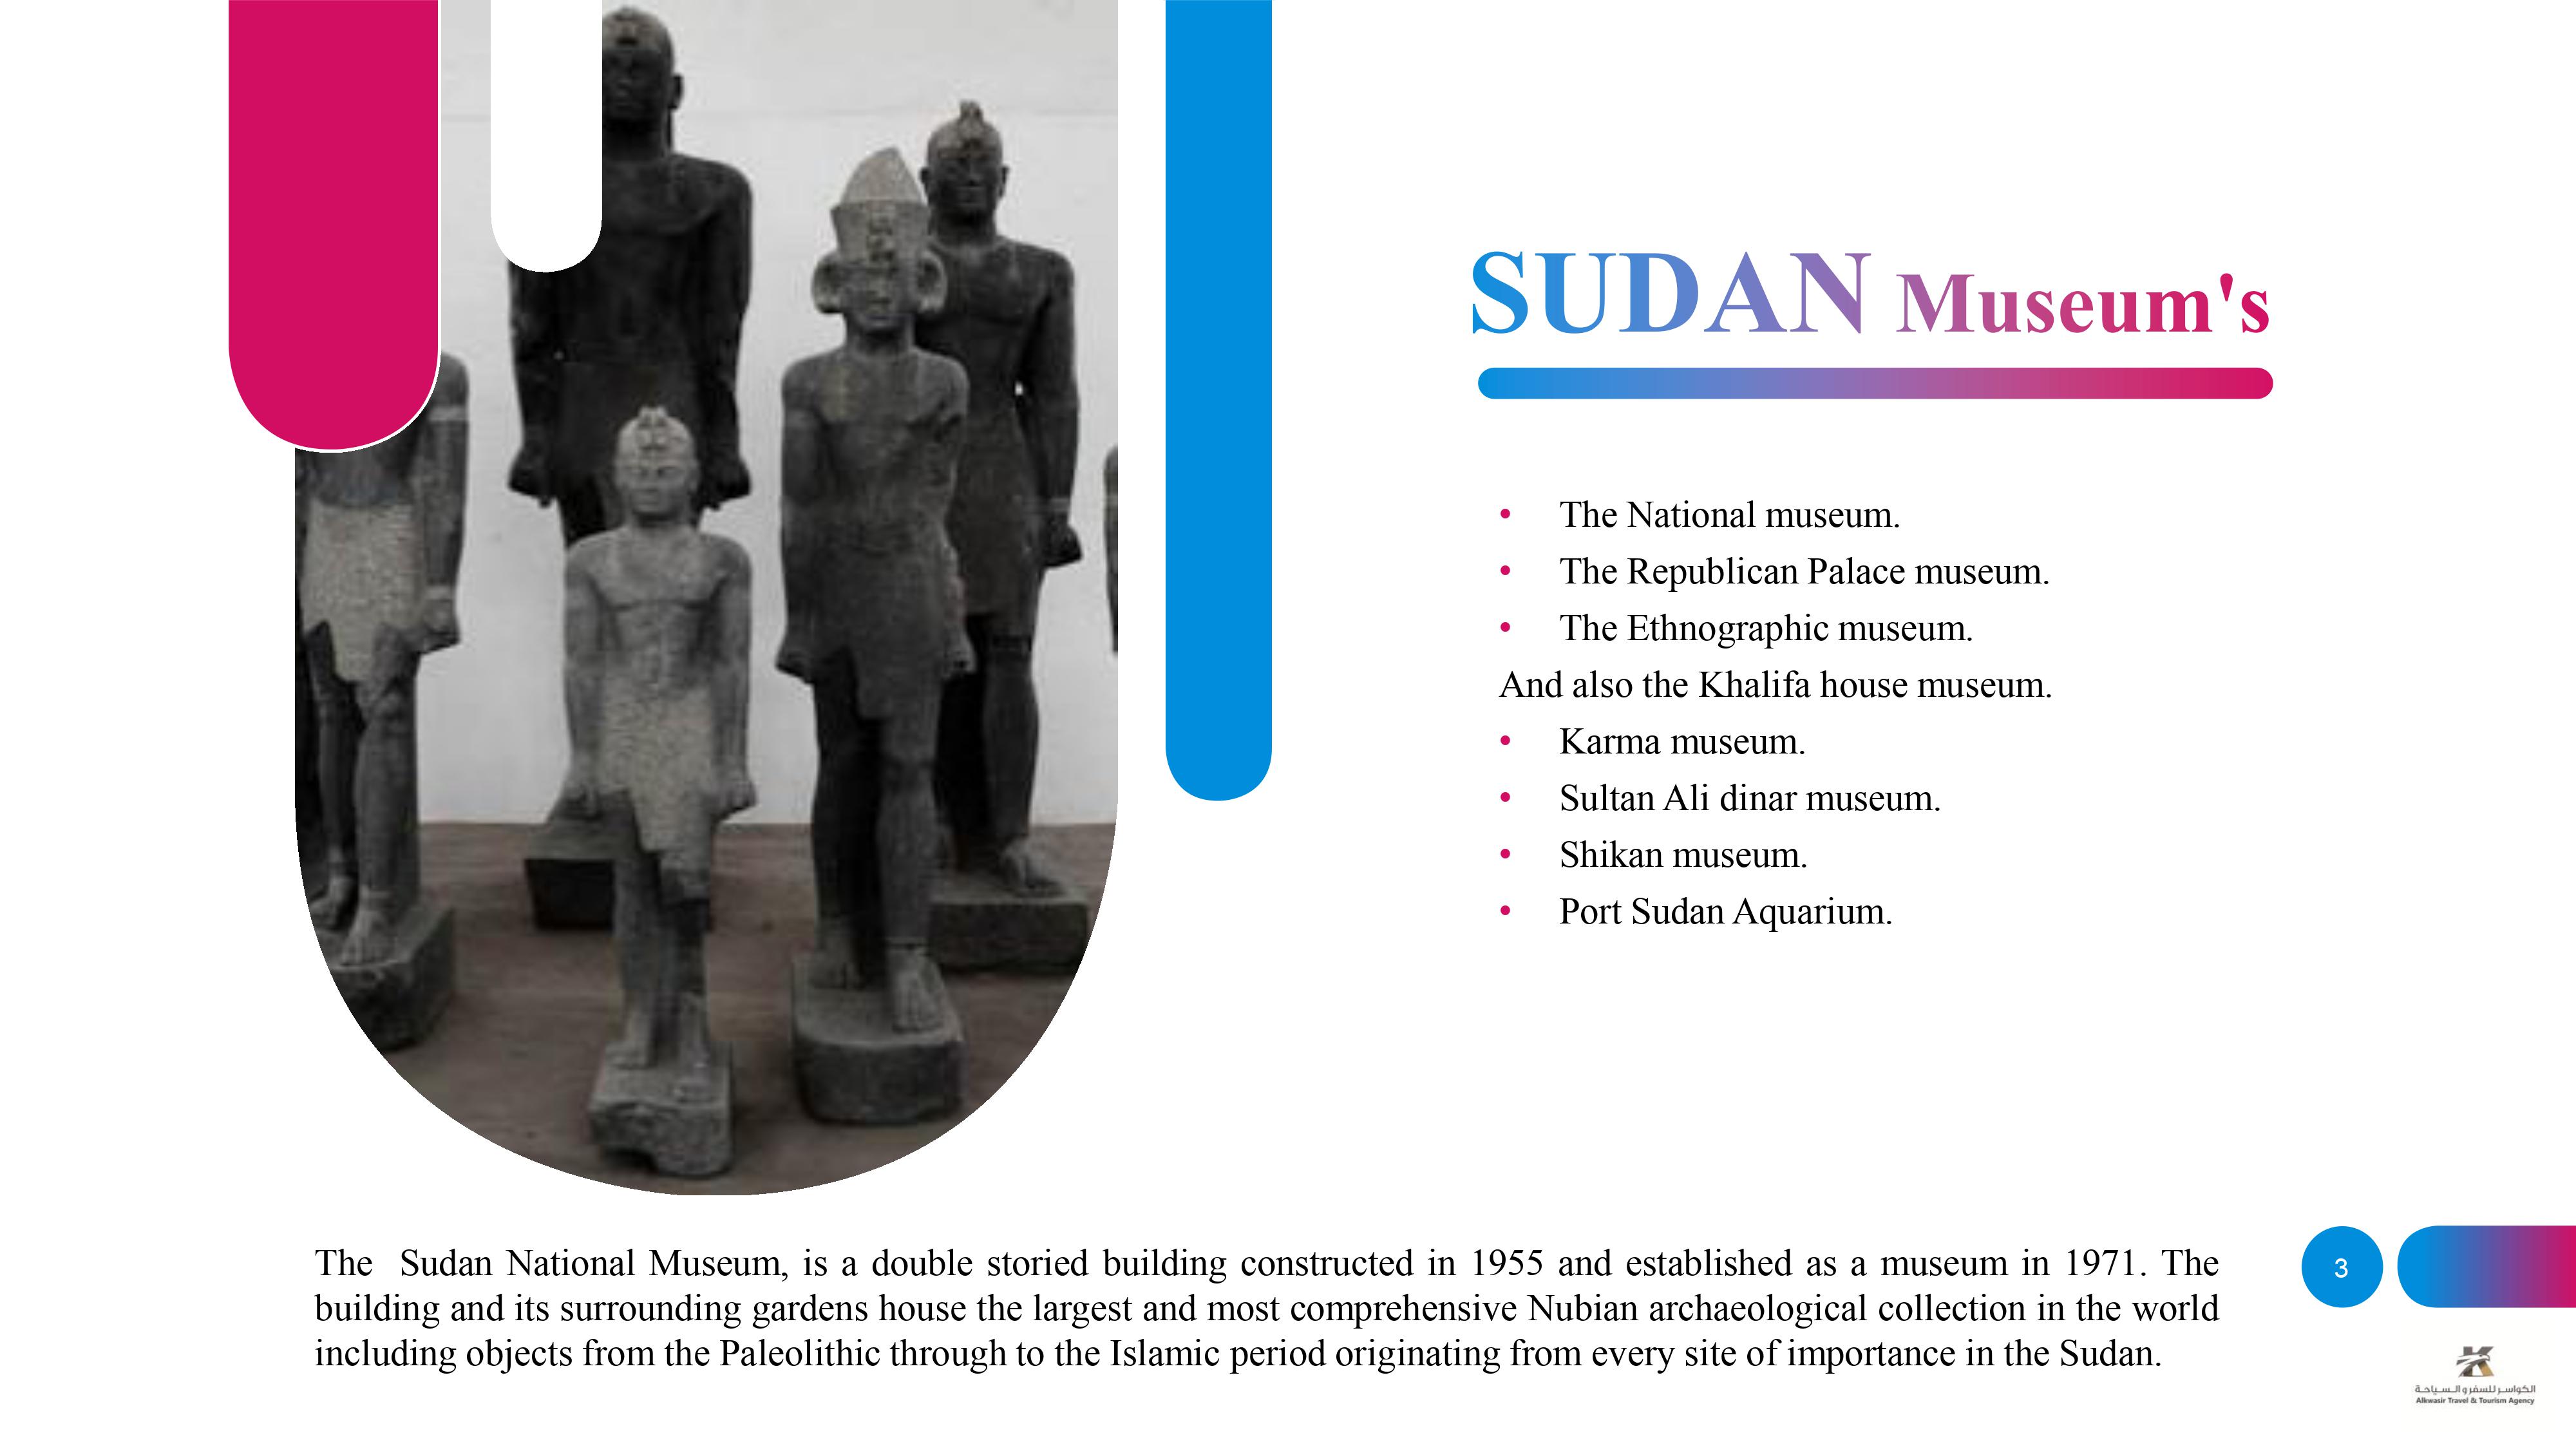 SUDAN Museum's
• The National museum.
• The Republican Palace museum.
• The Ethnographic museum.
And also the Khalifa house museum.
• Karma museum.
• Sultan Ali dinar museum.
• Shikan museum.
• Port Sudan Aquarium.
The Sudan National Museum, is a double storied building constructed in 1955 and established as a museum in 1971. The
building and its surrounding gardens house the largest and most comprehensive Nubian archaeological collection in the world
including objects from the Paleolithic through to the Islamic period originating from every site of importance in the Sudan.
3
الكواسر للسفر و السياحة
Alkwasir Travel & Tourism Agency